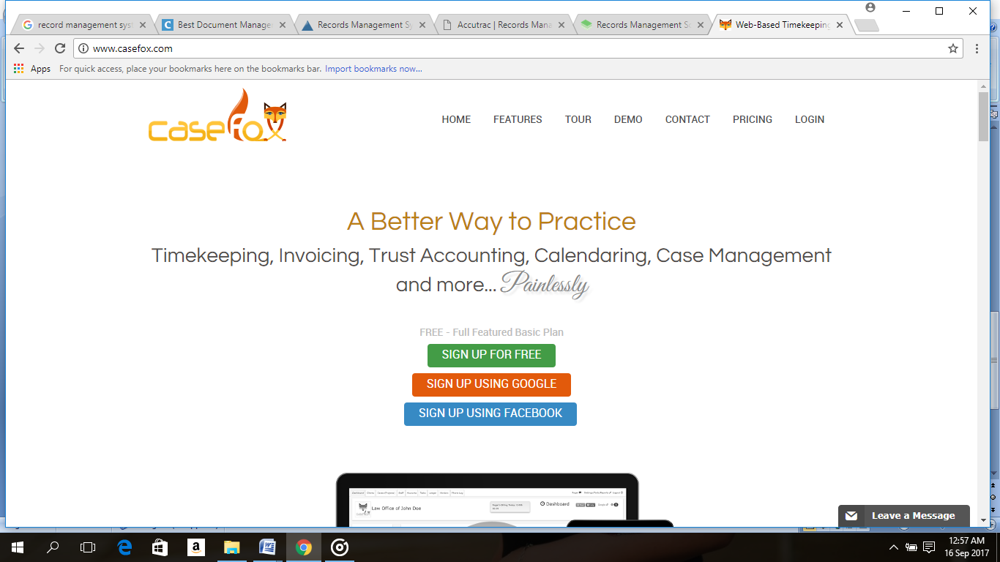 record management sys
Best Document Manage
Records Management Sy
Accutrac | Records Mana
Records Management So
Web-Based Timekeeping
www.casefox.com
Apps
For quick access, place your bookmarks here on the bookmarks bar. Import bookmarks now...
casefox
HOME
FEATURES
TOUR
DEMO
CONTACT
PRICING
LOGIN
A Better Way to Practice
Timekeeping, Invoicing, Trust Accounting, Calendaring, Case Management
and more... Painlessly
FREE - Full Featured Basic Plan
SIGN UP FOR FREE
SIGN UP USING GOOGLE
SIGN UP USING FACEBOOK
Law Office of John Doe
Dashboard
Leave a Message
12:57 AM
16 Sep 2017